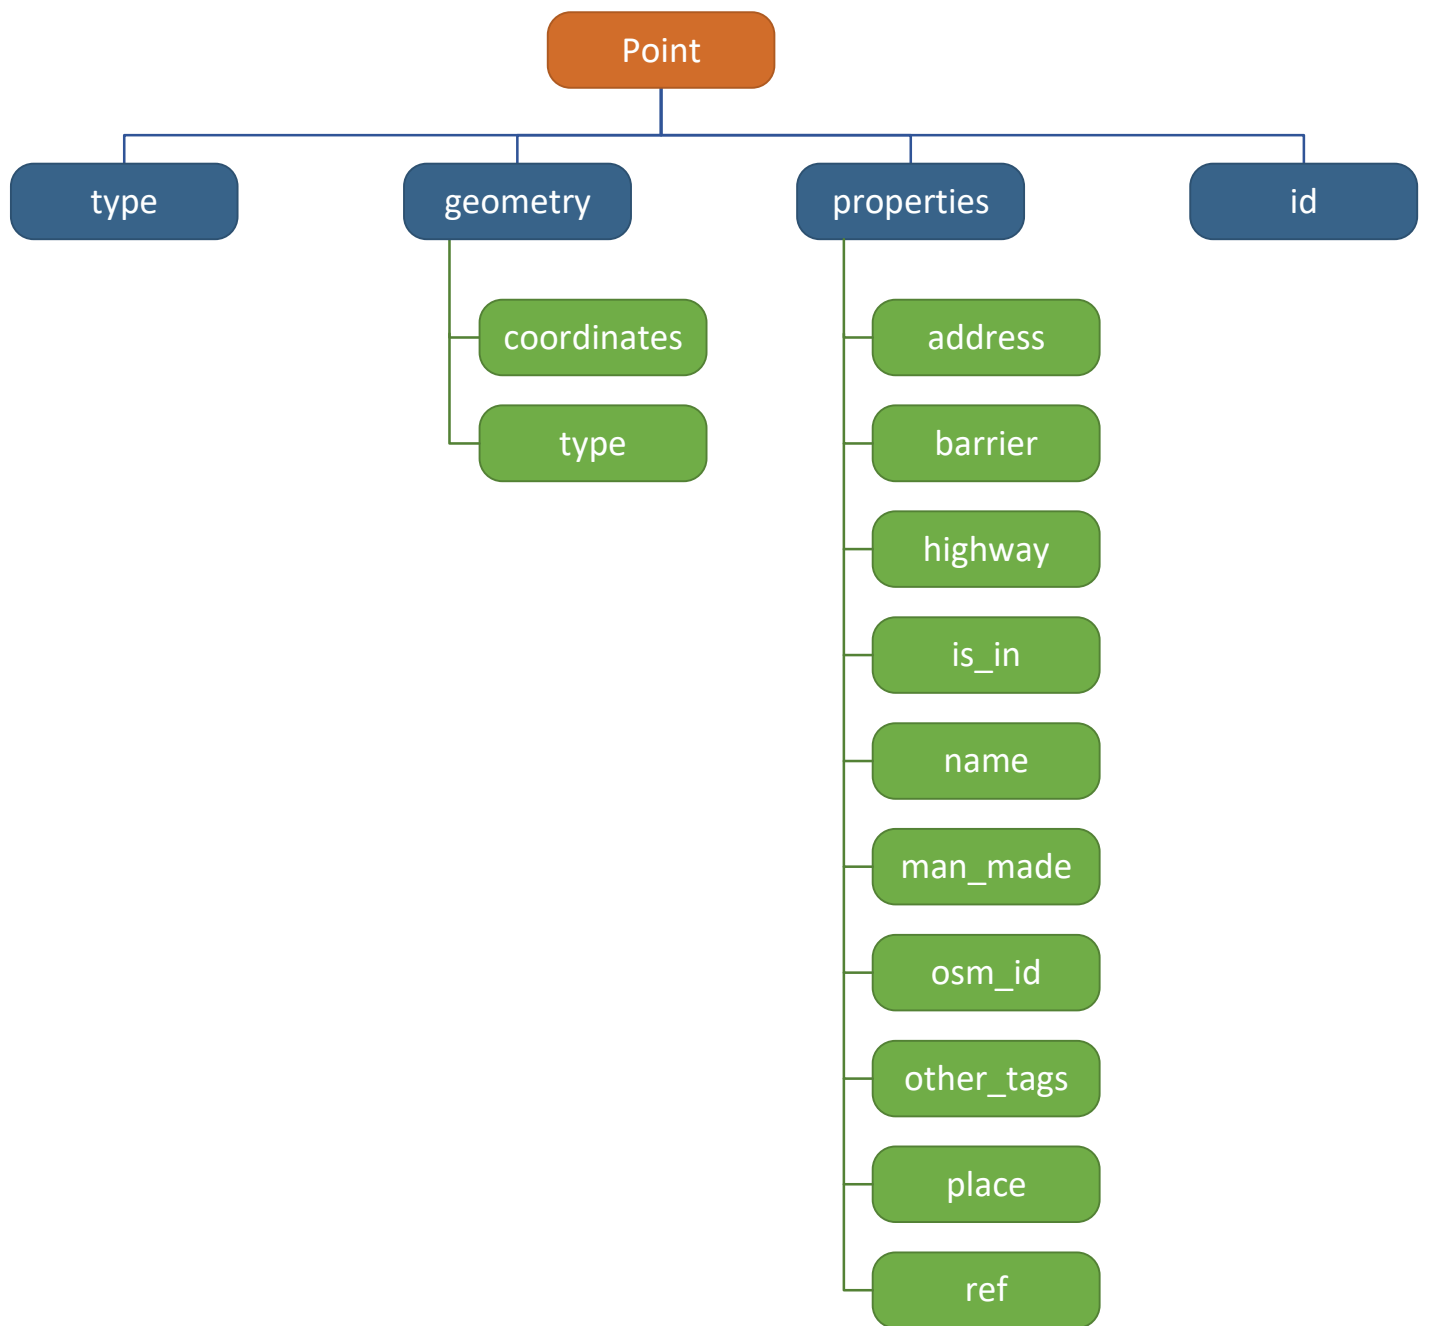 Point
type
geometry
properties
id
coordinates
type
address
barrier
highway
is_in
name
man_made
osm_id
other_tags
place
ref